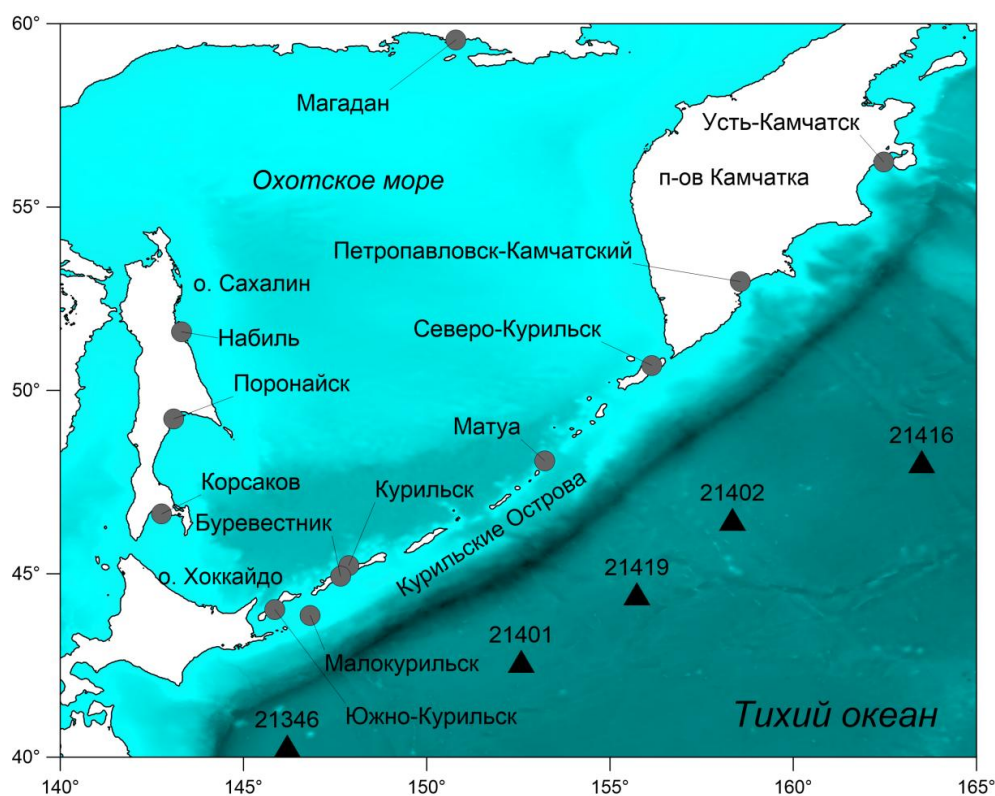 60°
Магадан
Усть-Камчатск
Охотское море
п-ов Камчатка
55°
Петропавловск-Камчатский
о. Сахалин
Набиль
Северо-Курильск
50°
Поронайск
Матуа
21416
Корсаков
Курильск
21402
Буревестник
Курильские Острова
45°
о. Хоккайдо
21419
21401
Малокурильск
21346
Южно-Курильск
Тихий океан
40°
140°
145°
150°
155°
160°
165°